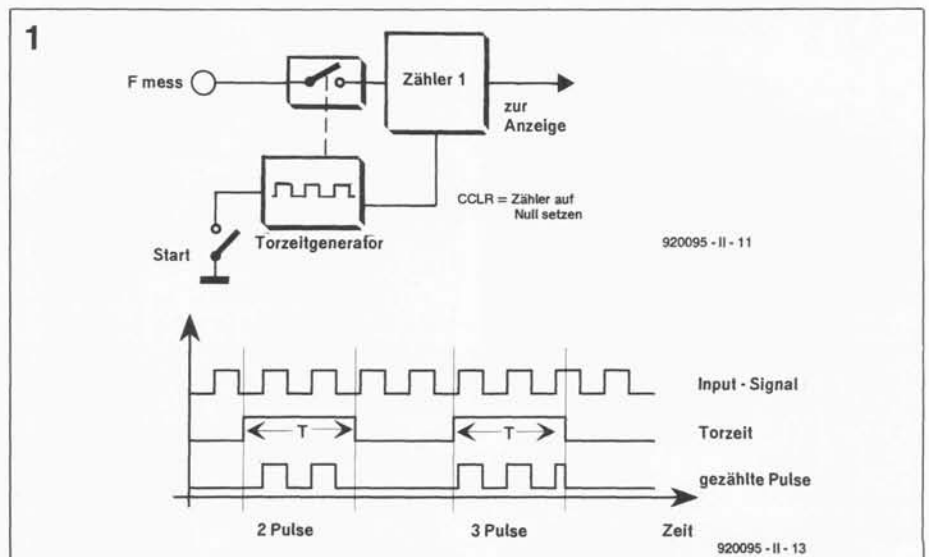 1
F mess
Zähler 1
zur
Anzeige
CCLR = Zähler auf
Null setzen
Torzeitgenerator
Start
920095 - II - 11
Input - Signal
T
T
Torzeit
gezählte Pulse
2 Pulse
3 Pulse
Zeit
920095 - II - 13